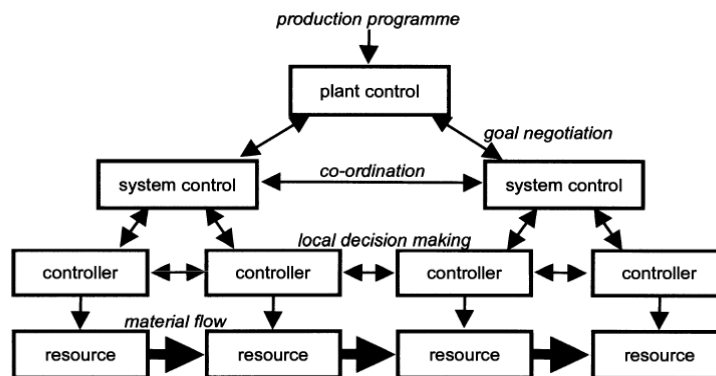 production programme
plant control
goal negotiation
co-ordination
system control
system control
local decision making
controller
controller
controller
controller
material flow
resource
resource
resource
resource